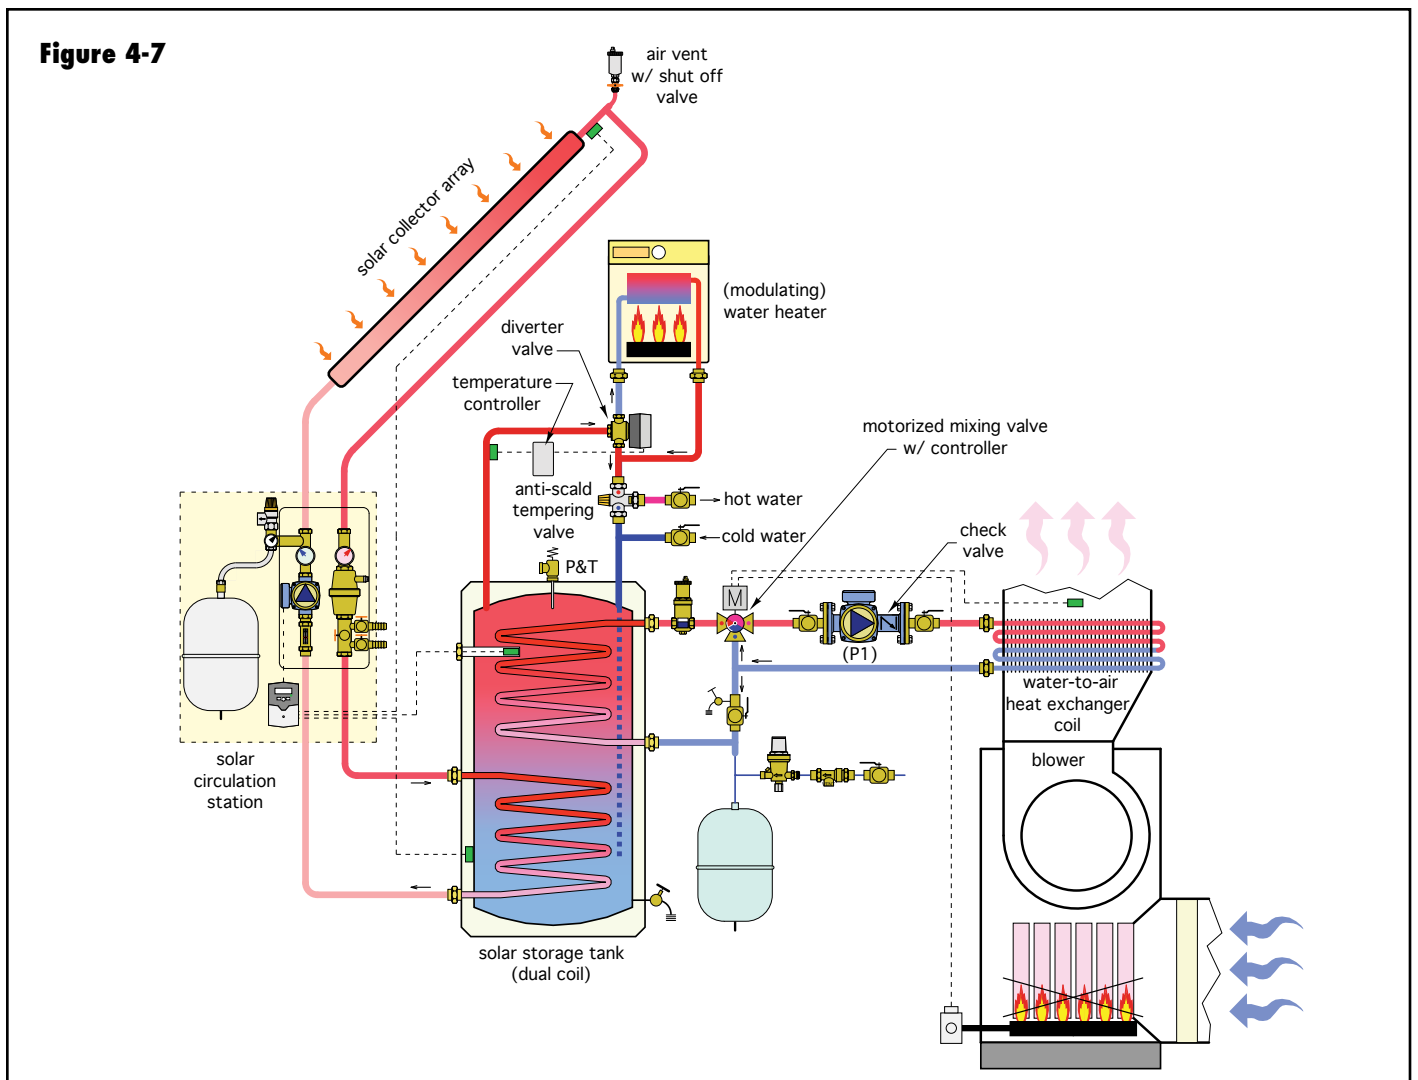 Figure 4-7
air vent
w/ shut off
valve
solar collector array
(modulating)
water heater
diverter
valve
temperature
controller
motorized mixing valve
w/ controller
anti-scald
tempering
valve
hot water
cold water
check
valve
P&T
M
(P1)
water-to-air
heat exchanger
coil
solar
circulation
station
blower
solar storage tank
(dual coil)